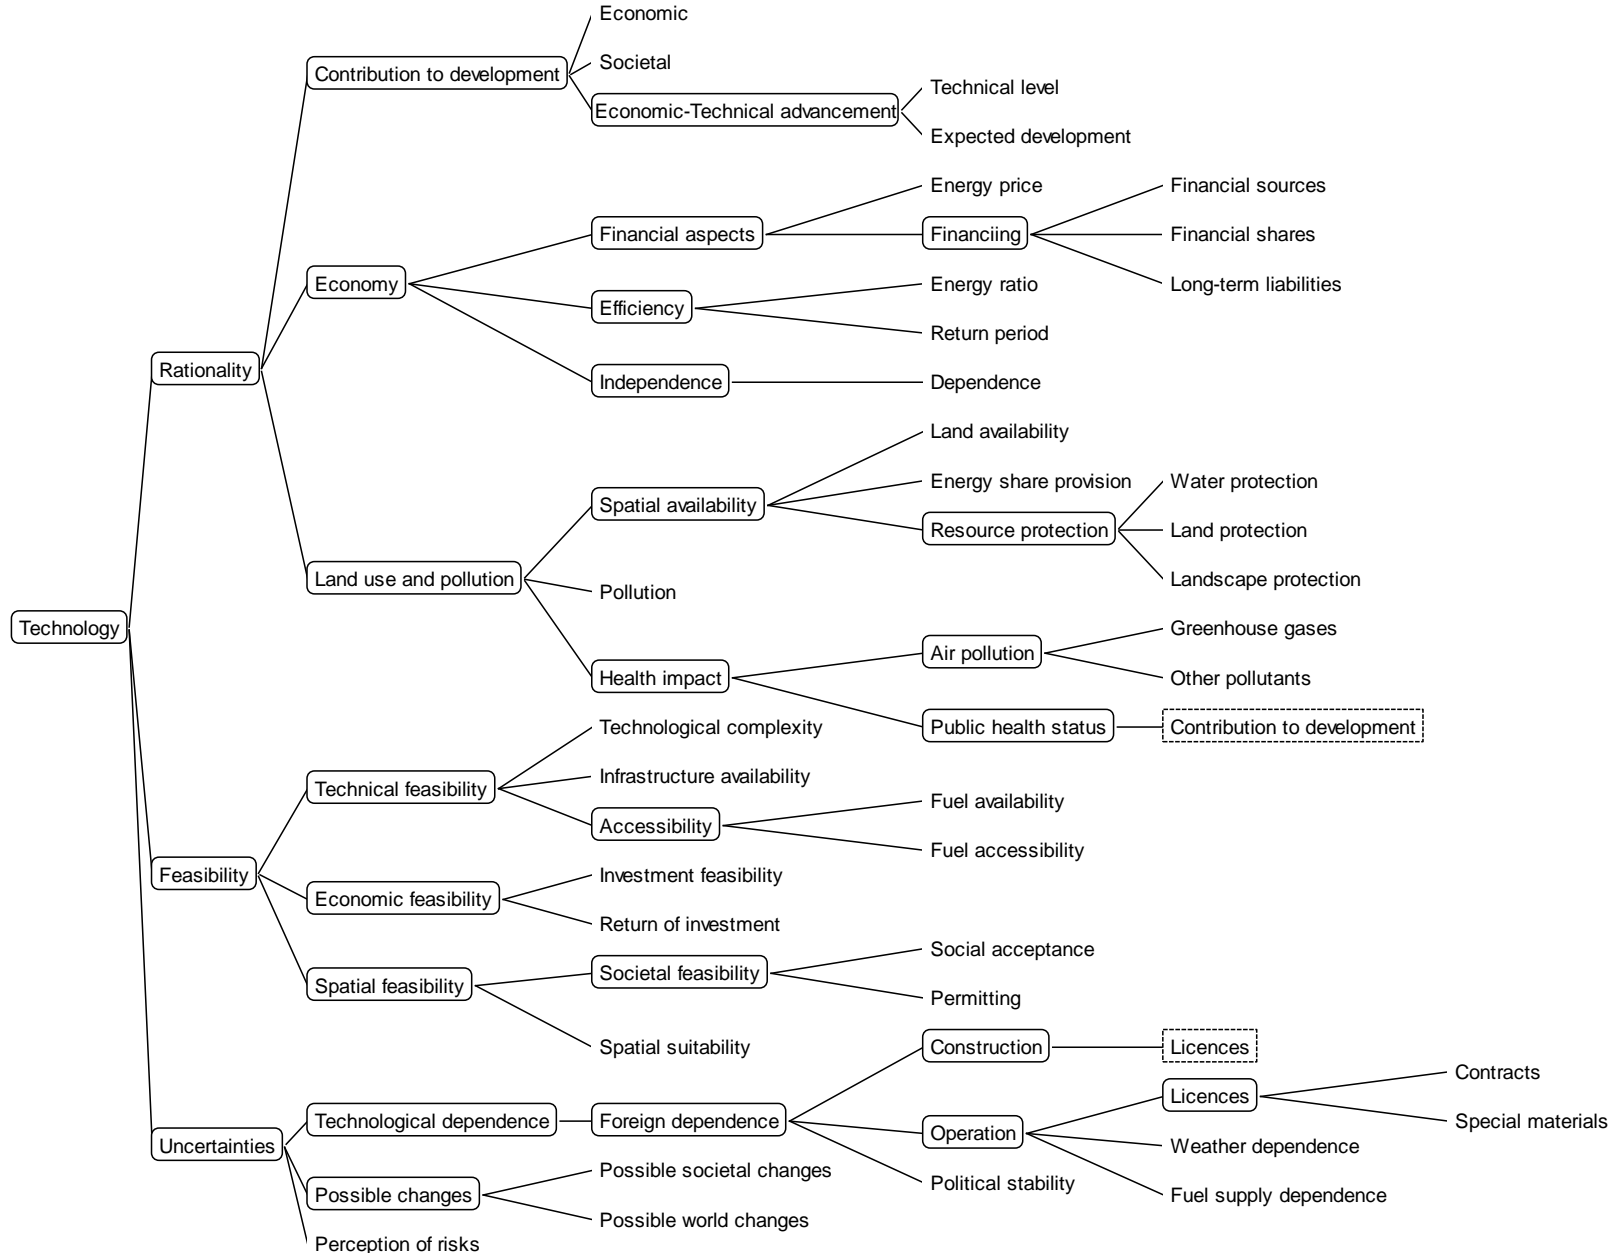 Economic
Contribution to development
Societal
Economic-Technical advancement
Technical level
Expected development
Energy price
Financial sources
Financial aspects
Financiing
Financial shares
Economy
Energy ratio
Long-term liabilities
Efficiency
Return period
Rationality
Independence
Dependence
Land availability
Spatial availability
Energy share provision
Water protection
Resource protection
Land protection
Land use and pollution
Landscape protection
Pollution
Technology
Greenhouse gases
Health impact
Air pollution
Other pollutants
Public health status
Contribution to development
Technological complexity
Technical feasibility
Infrastructure availability
Accessibility
Fuel availability
Fuel accessibility
Feasibility
Economic feasibility
Investment feasibility
Return of investment
Spatial feasibility
Societal feasibility
Social acceptance
Permitting
Spatial suitability
Construction
Licences
Uncertainties
Technological dependence
Foreign dependence
Operation
Licences
Contracts
Special materials
Weather dependence
Fuel supply dependence
Political stability
Possible changes
Possible societal changes
Possible world changes
Perception of risks